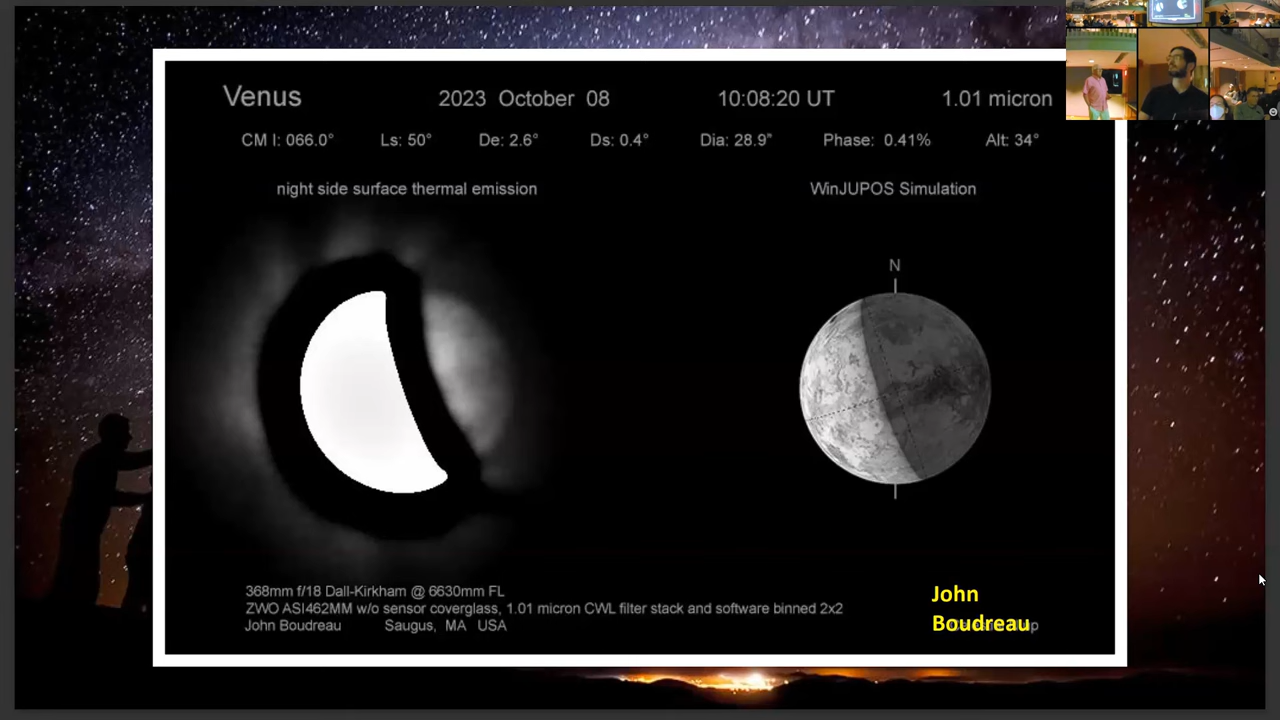 Venus 2023 October 08 10:08:20 UT 1.01 micron
CM I: 066.0° Ls: 50° De: 2.6° Ds: 0.4° Dia: 28.9” Phase: 0.41% Alt: 34°
night side surface thermal emission WinJUPOS Simulation
N
368mm f/18 Dall-Kirkham @ 6630mm FL
ZWO ASI462MM w/o sensor coverglass, 1.01 micron CWL filter stack and software binned 2x2
John Boudreau Saugus, MA USA
John
Boudreau